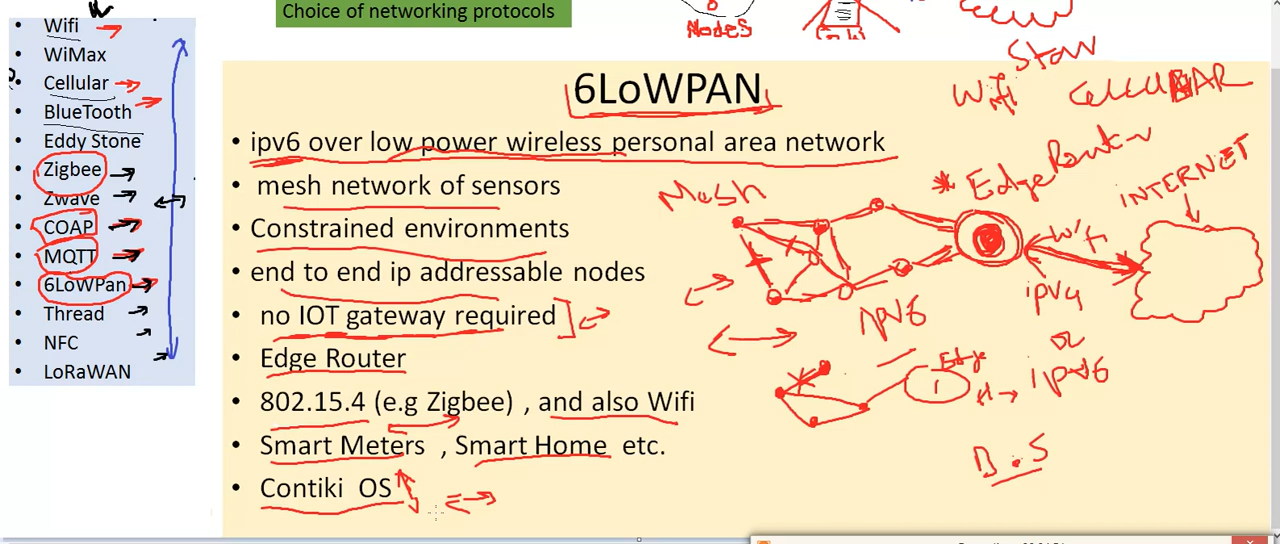 Choice of networking protocols
NODES
• Wifi
• WiMax
• Cellular
• BlueTooth
• Eddy Stone
• Zigbee
• Zwave
• COAP
• MQTT
• 6LoWPan
• Thread
• NFC
• LoRaWAN
6LoWPAN
• ipv6 over low power wireless personal area network
• mesh network of sensors
• Constrained environments
• end to end ip addressable nodes
• no IOT gateway required
• Edge Router
• 802.15.4 (e.g Zigbee) , and also Wifi
• Smart Meters , Smart Home etc.
• Contiki OS
Wifi
CellulAR
Mesh
* Edge Router
INTERNET
Wifi
ipv6
ipv4
or
ipv6
Edge
B.S